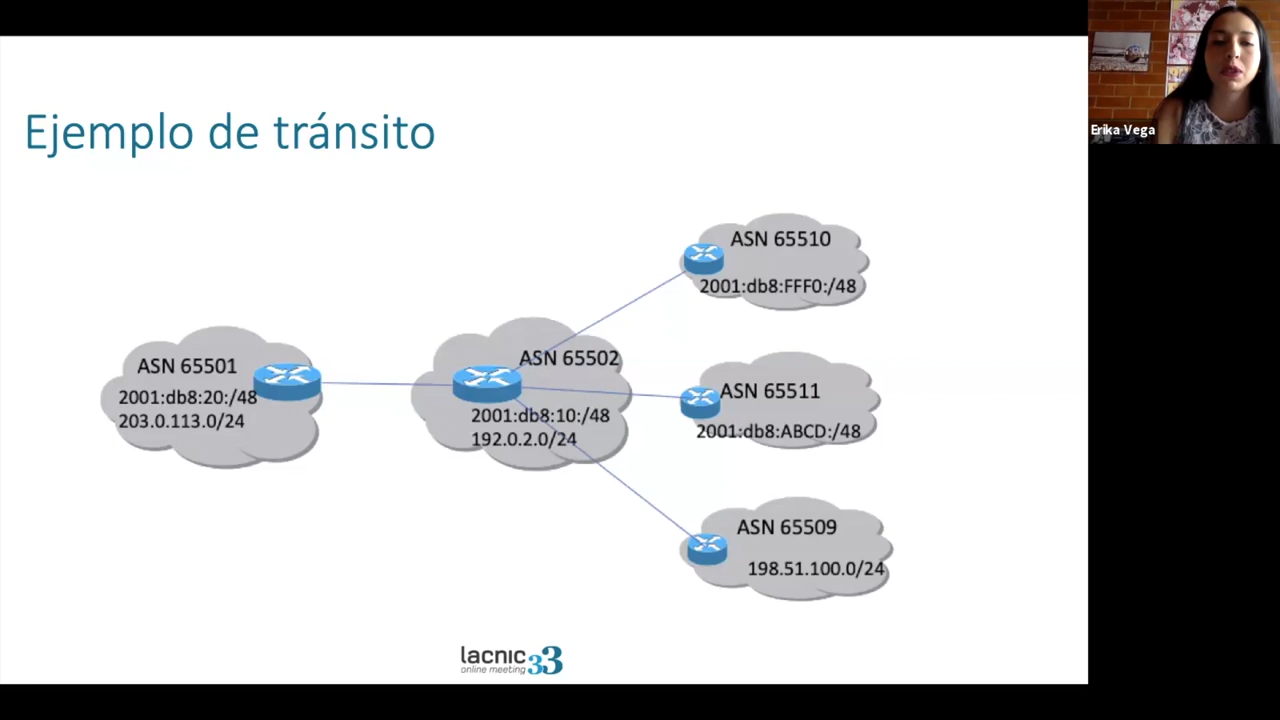 Ejemplo de tránsito
ASN 65510
2001:db8:FFF0:/48
ASN 65501
2001:db8:20:/48
203.0.113.0/24
ASN 65502
2001:db8:10:/48
192.0.2.0/24
ASN 65511
2001:db8:ABCD:/48
ASN 65509
198.51.100.0/24
lacnic 33
online meeting
Erika Vega